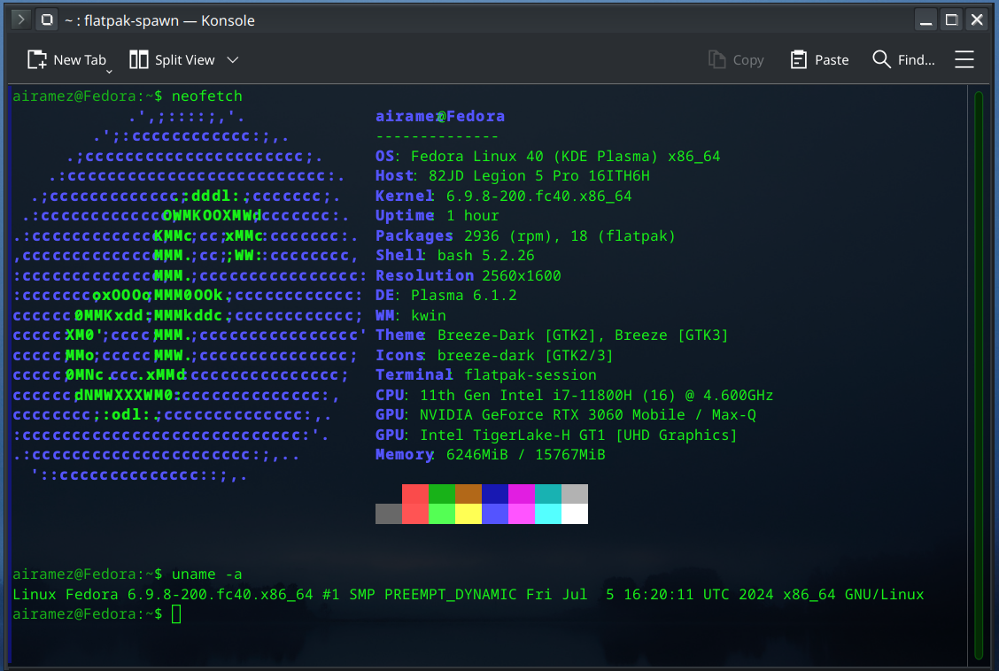 ~ : flatpak-spawn — Konsole
New Tab Split View Copy Paste Find...
airamez@Fedora:~$ neofetch
.',;::::;,'.
.';:cccccccccccc:;,.
.;cccccccccccccccccccccc;.
.:cccccccccccccccccccccccccc:.
.;ccccccccccccc;.:dddl:.;ccccccc;.
.:ccccccccccccc;OWMKOOXMWd;ccccccc:.
.:ccccccccccccc;KMMc;cc;xMMc:ccccccc:.
,cccccccccccccc;MMM.;cc;;WW::cccccccc,
:cccccccccccccc;MMM.;cccccccccccccccc:
:ccccccc;oxOOOo;MMM0OOk.;cccccccccccc:
cccccc:0MMKxdd:;MMMkddc.;cccccccccccc;
ccccc:XM0';cccc;MMM.;cccccccccccccccc'
ccccc;MMo;ccccc;MMW.;ccccccccccccccc;
ccccc;0MNc.ccc.xMMd:ccccccccccccccc;
cccccc;dNMWXXXWM0::cccccccccccccc:,
cccccccc;.:odl:.;cccccccccccccc:,.
:cccccccccccccccccccccccccccc:'.
.:cccccccccccccccccccccc:;,..
'::cccccccccccccc::;,.
airamez@Fedora
--------------
OS: Fedora Linux 40 (KDE Plasma) x86_64
Host: 82JD Legion 5 Pro 16ITH6H
Kernel: 6.9.8-200.fc40.x86_64
Uptime: 1 hour
Packages: 2936 (rpm), 18 (flatpak)
Shell: bash 5.2.26
Resolution: 2560x1600
DE: Plasma 6.1.2
WM: kwin
Theme: Breeze-Dark [GTK2], Breeze [GTK3]
Icons: breeze-dark [GTK2/3]
Terminal: flatpak-session
CPU: 11th Gen Intel i7-11800H (16) @ 4.600GHz
GPU: NVIDIA GeForce RTX 3060 Mobile / Max-Q
GPU: Intel TigerLake-H GT1 [UHD Graphics]
Memory: 6246MiB / 15767MiB
airamez@Fedora:~$ uname -a
Linux Fedora 6.9.8-200.fc40.x86_64 #1 SMP PREEMPT_DYNAMIC Fri Jul  5 16:20:11 UTC 2024 x86_64 GNU/Linux
airamez@Fedora:~$